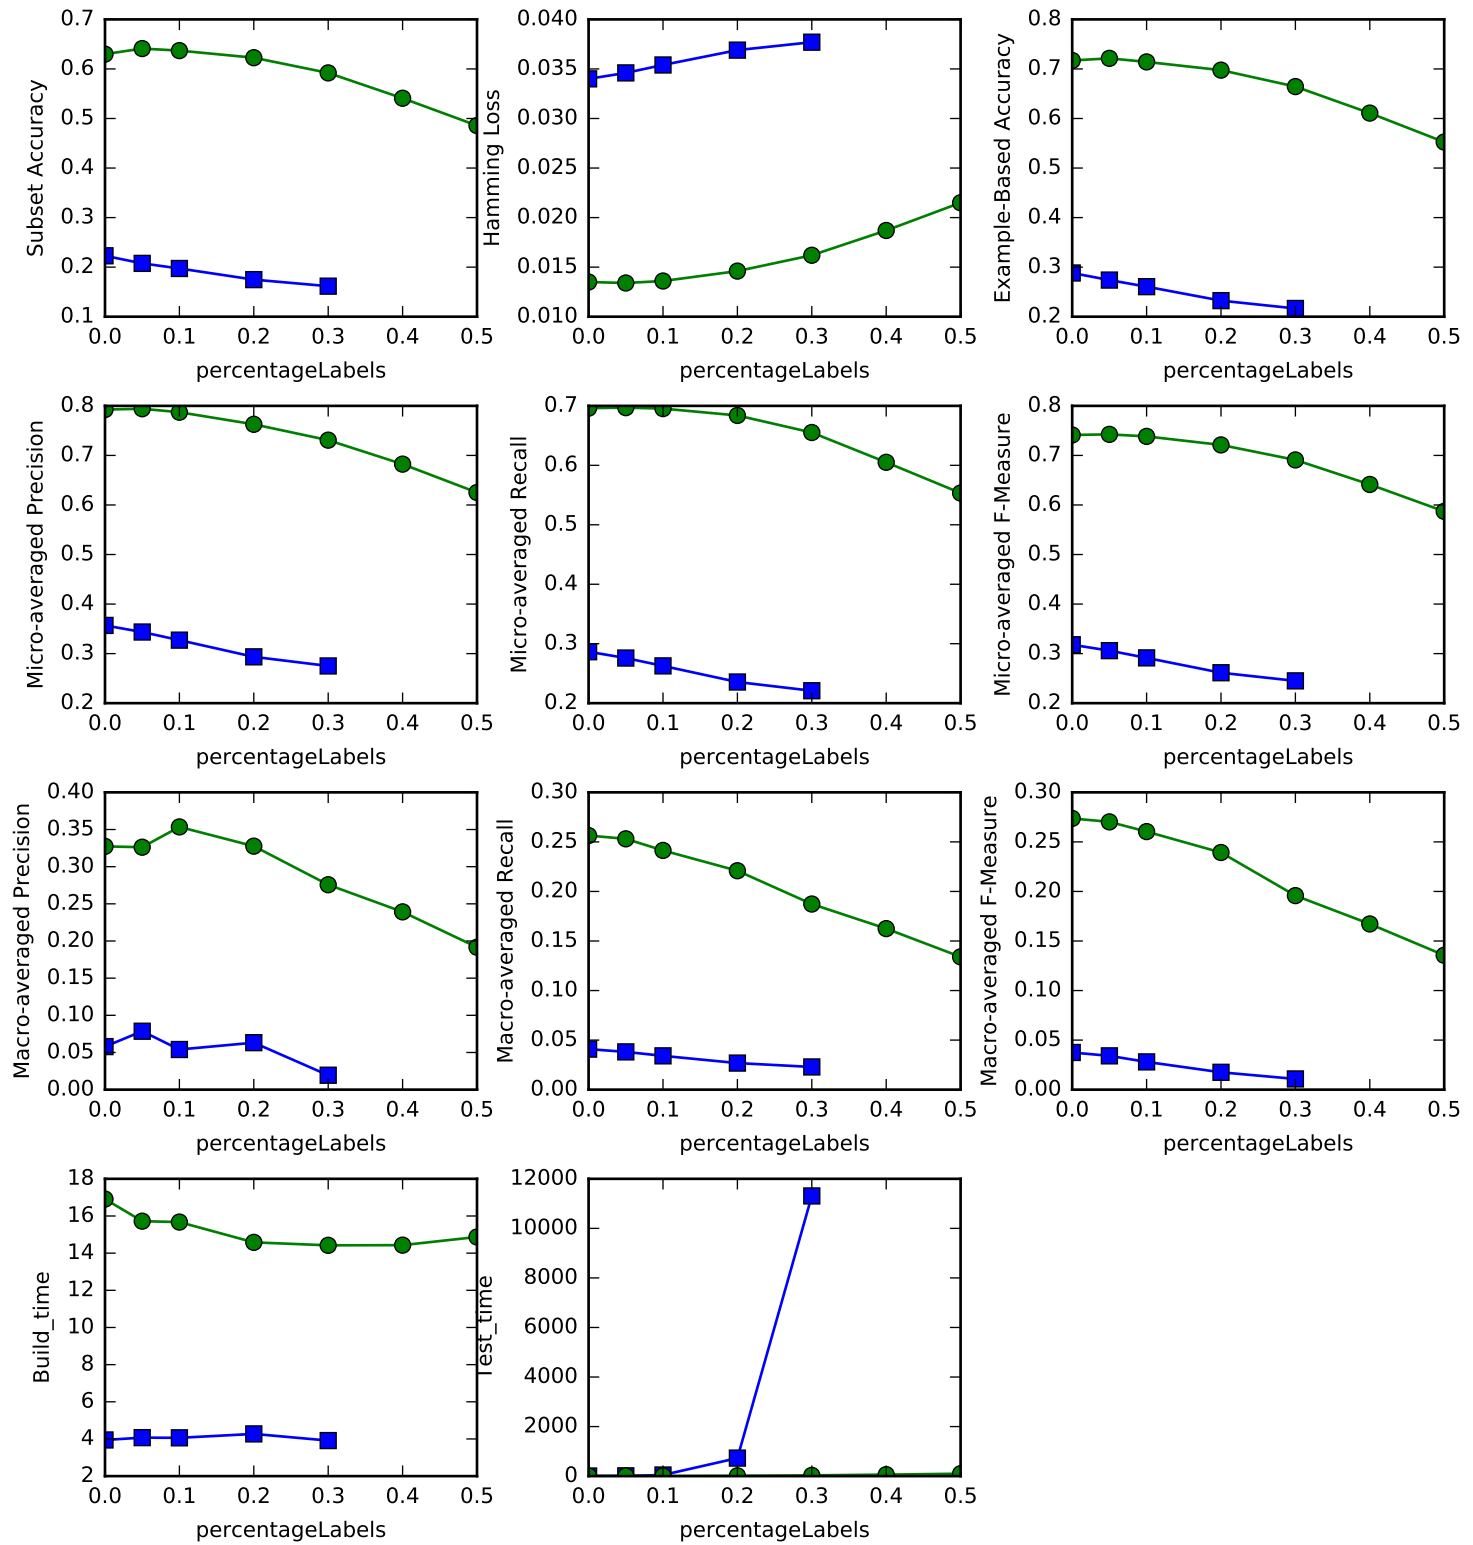 Subset Accuracy
0.7
0.6
0.5
0.4
0.3
0.2
0.1
0.0 0.1 0.2 0.3 0.4 0.5
percentageLabels
Hamming Loss
0.040
0.035
0.030
0.025
0.020
0.015
0.010
0.0 0.1 0.2 0.3 0.4 0.5
percentageLabels
Example-Based Accuracy
0.8
0.7
0.6
0.5
0.4
0.3
0.2
0.0 0.1 0.2 0.3 0.4 0.5
percentageLabels
Micro-averaged Precision
0.8
0.7
0.6
0.5
0.4
0.3
0.2
0.0 0.1 0.2 0.3 0.4 0.5
percentageLabels
Micro-averaged Recall
0.7
0.6
0.5
0.4
0.3
0.2
0.0 0.1 0.2 0.3 0.4 0.5
percentageLabels
Micro-averaged F-Measure
0.8
0.7
0.6
0.5
0.4
0.3
0.2
0.0 0.1 0.2 0.3 0.4 0.5
percentageLabels
Macro-averaged Precision
0.40
0.35
0.30
0.25
0.20
0.15
0.10
0.05
0.00
0.0 0.1 0.2 0.3 0.4 0.5
percentageLabels
Macro-averaged Recall
0.30
0.25
0.20
0.15
0.10
0.05
0.00
0.0 0.1 0.2 0.3 0.4 0.5
percentageLabels
Macro-averaged F-Measure
0.30
0.25
0.20
0.15
0.10
0.05
0.00
0.0 0.1 0.2 0.3 0.4 0.5
percentageLabels
Build_time
18
16
14
12
10
8
6
4
2
0.0 0.1 0.2 0.3 0.4 0.5
percentageLabels
Test_time
12000
10000
8000
6000
4000
2000
0
0.0 0.1 0.2 0.3 0.4 0.5
percentageLabels